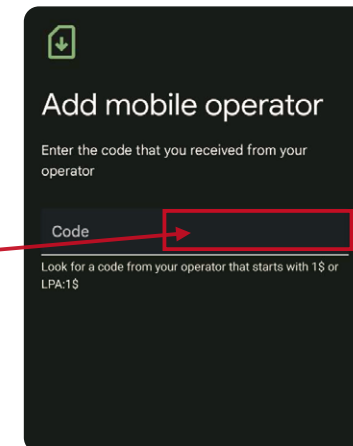 Add mobile operator
Enter the code that you received from your
operator
Code
Look for a code from your operator that starts with 1$ or
LPA:1$